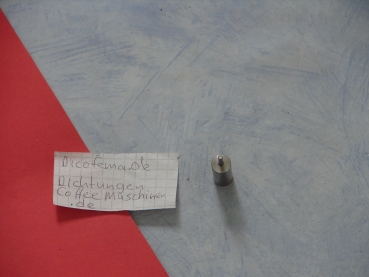 Dicofema.de
Dichtungen
Coffee Maschinen
.de